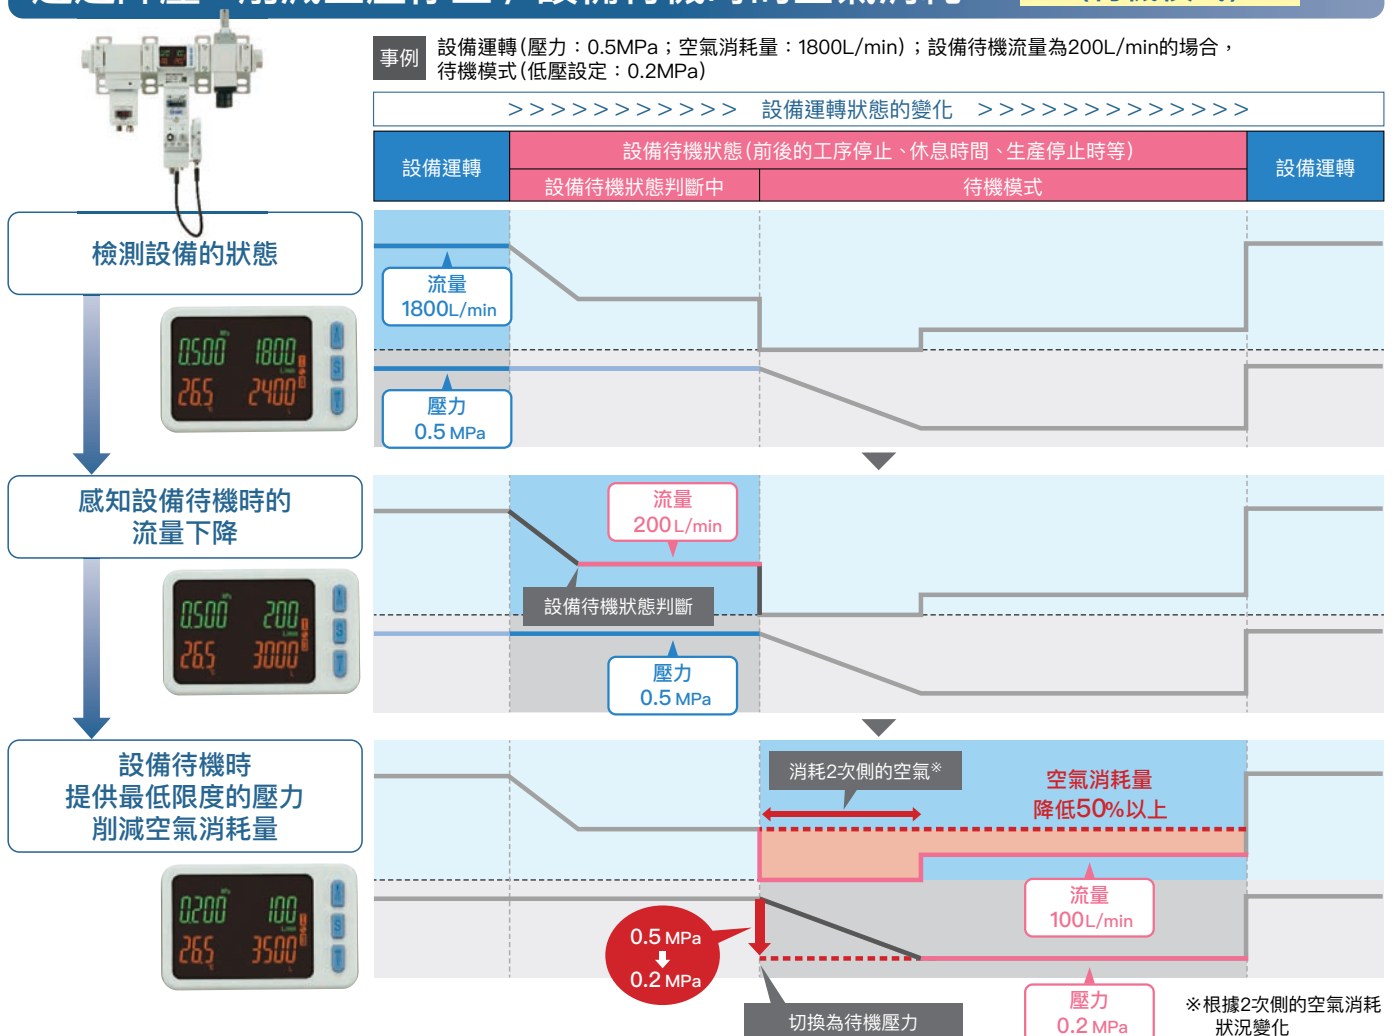 事例
設備運轉(壓力：0.5MPa；空氣消耗量：1800L/min)；設備待機流量為200L/min的場合，
待機模式(低壓設定：0.2MPa)
>>>>>>>>>>> 設備運轉狀態的變化 >>>>>>>>>>>>>
設備運轉
設備待機狀態(前後的工序停止、休息時間、生產停止時等)
設備運轉
設備待機狀態判斷中
待機模式
檢測設備的狀態
流量
1800L/min
壓力
0.5 MPa
0.500 MPa 1800 L/min
26.5 ℃ 2400 L
感知設備待機時的
流量下降
流量
200L/min
設備待機狀態判斷
壓力
0.5 MPa
0.500 200 L/min
26.5 ℃ 3000 L
設備待機時
提供最低限度的壓力
削減空氣消耗量
消耗2次側的空氣※
空氣消耗量
降低50%以上
流量
100L/min
0.5 MPa
0.2 MPa
切換為待機壓力
壓力
0.2 MPa
※根據2次側的空氣消耗
狀況變化
0.200 100
26.5 ℃ 3500 L